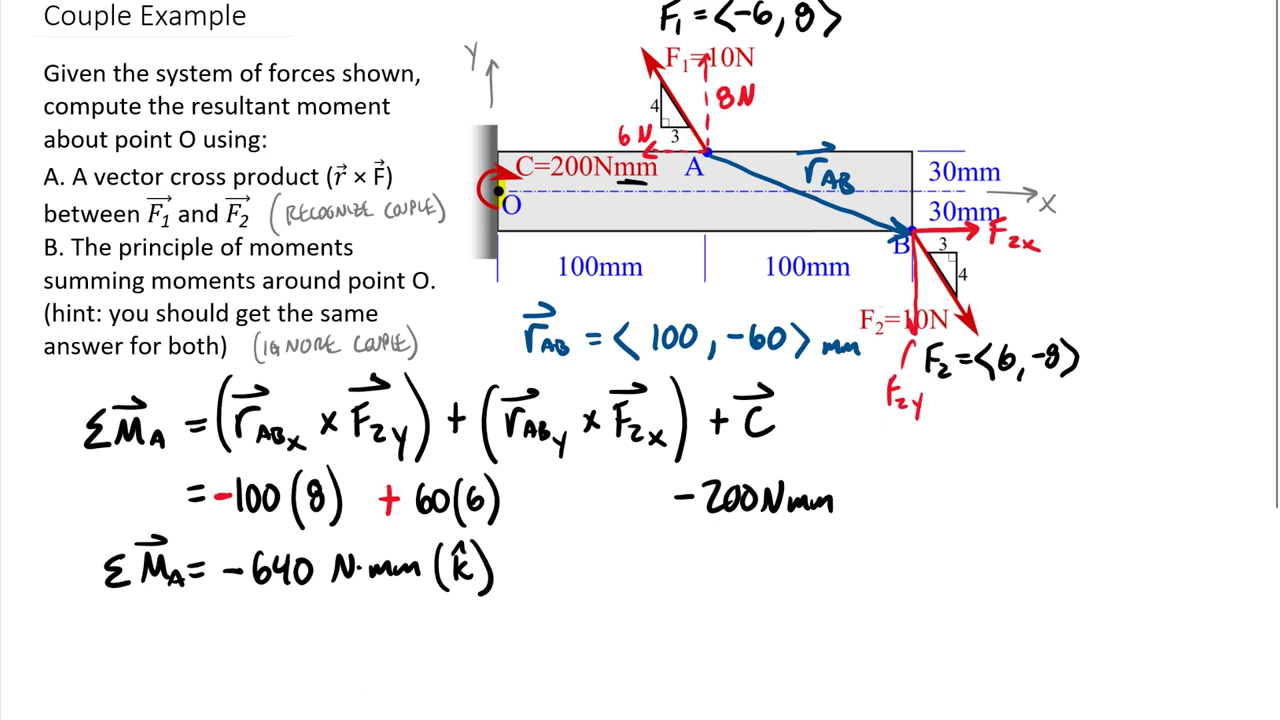 Couple Example
F₁ = ⟨-6, 8⟩
Given the system of forces shown,
compute the resultant moment
about point O using:
A. A vector cross product (r⃗ × F⃗)
between F₁⃗ and F₂⃗ (RECOGNIZE COUPLE)
B. The principle of moments
summing moments around point O.
(hint: you should get the same
answer for both) (IGNORE COUPLE)
Y
F₁=10N
4
8N
3
6N
C=200Nmm
A
r⃗AB
30mm
O
30mm
X
B
F2x
3
4
100mm
100mm
F₂=10N
r⃗AB = ⟨100, -60⟩ mm
F₂ = ⟨6, -8⟩
F2y
ΣM⃗A = (r⃗ABx × F⃗2y) + (r⃗ABy × F⃗2x) + C⃗
= -100(8) + 60(6) -200Nmm
ΣM⃗A = -640 N·mm (k̂)